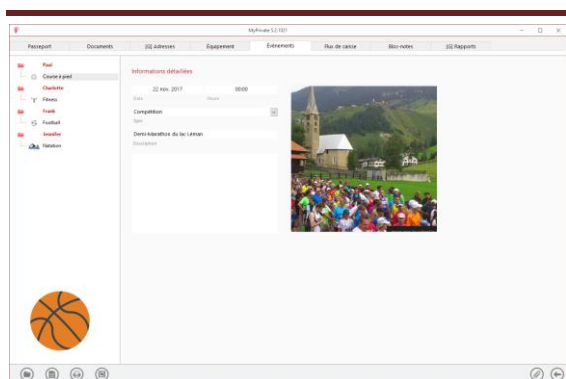 MyPrivate 5.2.1021
Passeport Documents Adresses Equipement Événements Flux de caisse Bloc-notes Rapports
Paul
Course à pied
Charlotte
Fitness
Frank
Football
Jennifer
Natation
Informations détaillées
22 nov. 2017 00:00
Date Heure
Compétition
Type
Demi-Marathon du lac Léman
Description